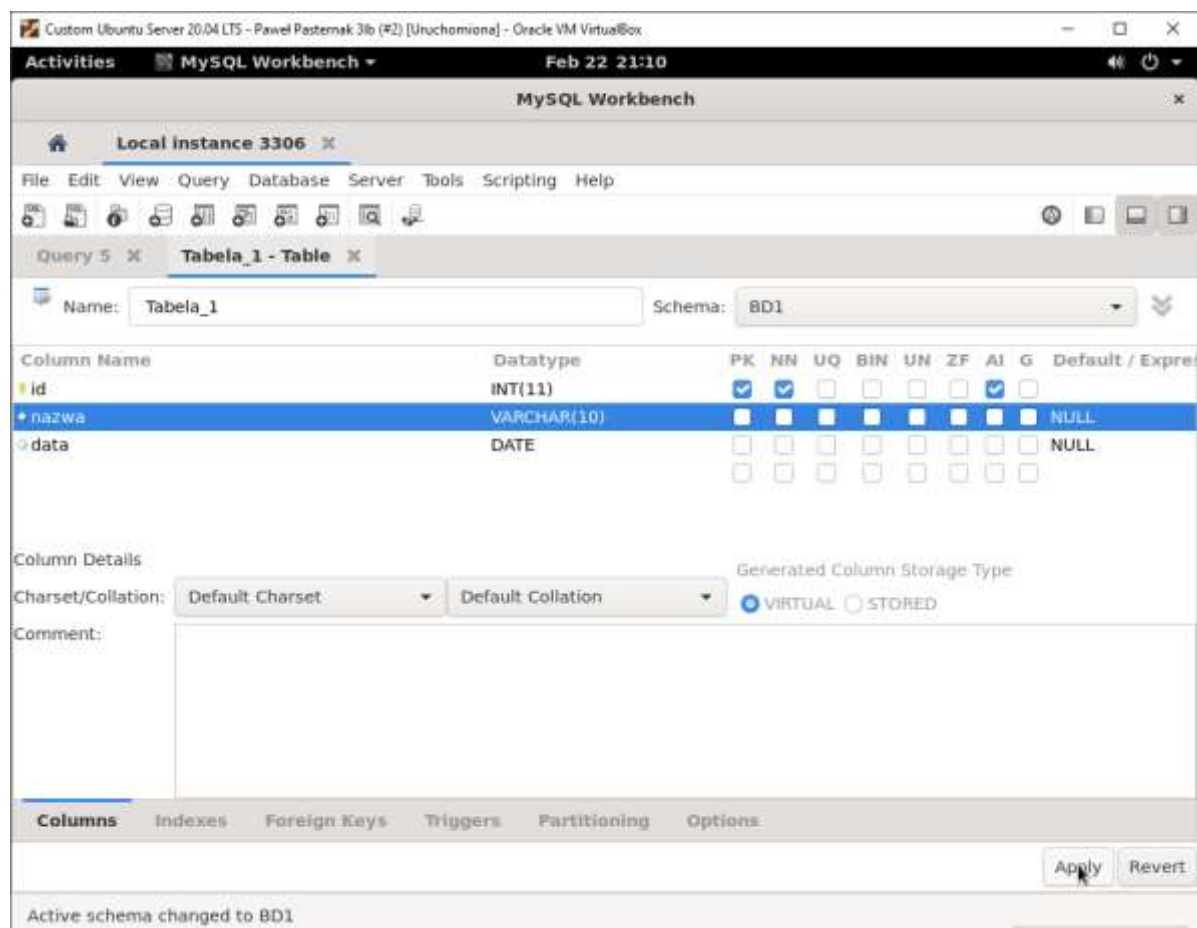 Custom Ubuntu Server 20.04 LTS - Paweł Pasternak 3Ib (#2) [Uruchomiona] - Oracle VM VirtualBox
Activities MySQL Workbench Feb 22 21:10
MySQL Workbench
Local instance 3306
File Edit View Query Database Server Tools Scripting Help
Query 5 Tabela_1 - Table
Name: Tabela_1 Schema: BD1
Column Name Datatype PK NN UQ BIN UN ZF AI G Default / Expres
id INT(11)
nazwa VARCHAR(10) NULL
data DATE NULL
Column Details
Generated Column Storage Type
Charset/Collation: Default Charset Default Collation
VIRTUAL STORED
Comment:
Columns Indexes Foreign Keys Triggers Partitioning Options
Apply Revert
Active schema changed to BD1